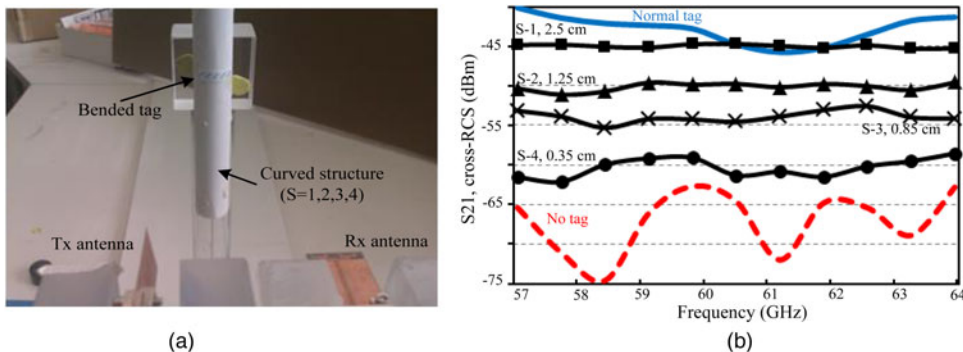 Bended tag
Curved structure
(S=1,2,3,4)
Tx antenna
Rx antenna
(a)
S21, cross-RCS (dBm)
-45
-55
-65
-75
Normal tag
S-1, 2.5 cm
S-2, 1.25 cm
S-3, 0.85 cm
S-4, 0.35 cm
No tag
57 58 59 60 61 62 63 64
Frequency (GHz)
(b)